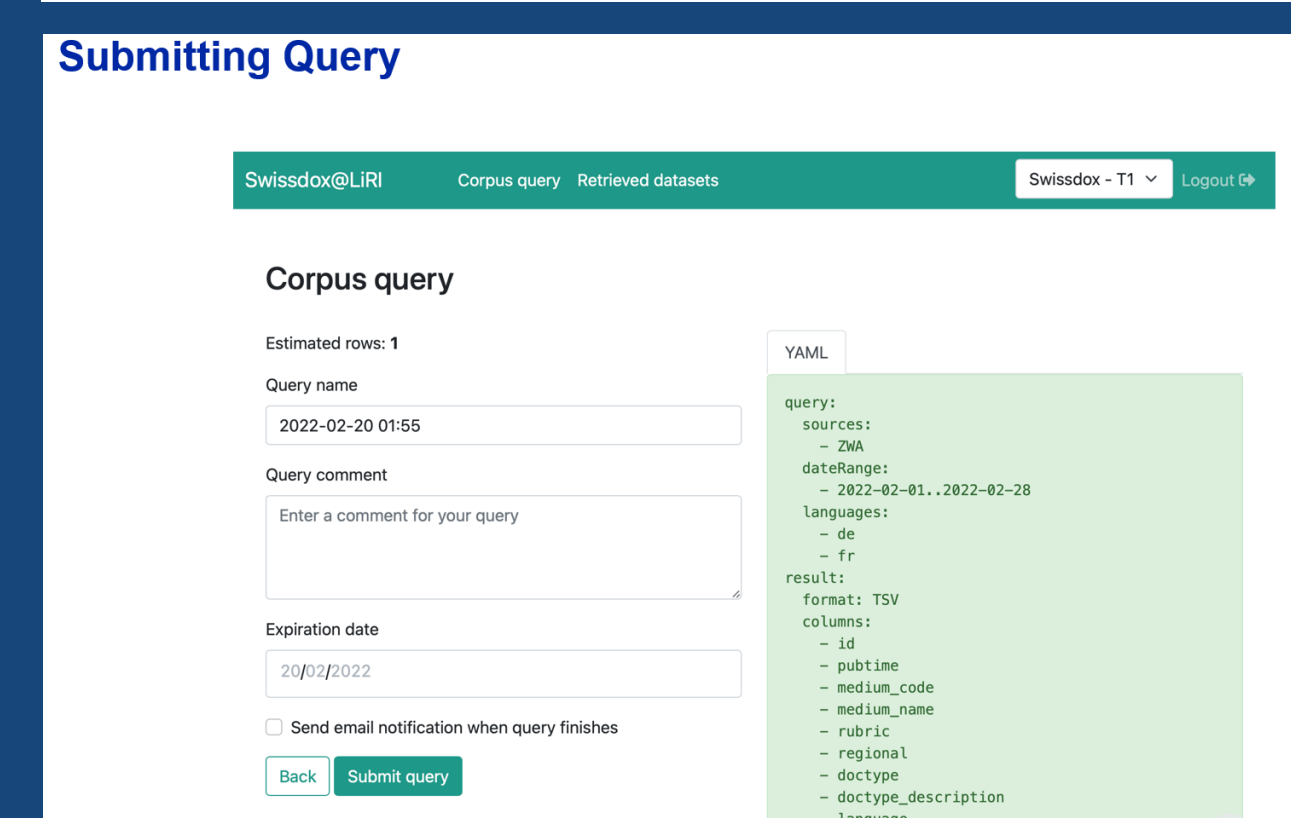 Submitting Query
Swissdox@LiRI Corpus query Retrieved datasets Swissdox - T1 Logout
Corpus query
Estimated rows: 1
Query name
2022-02-20 01:55
Query comment
Enter a comment for your query
Expiration date
20/02/2022
Send email notification when query finishes
Back Submit query
YAML
query:
  sources:
    - ZWA
  dateRange:
    - 2022-02-01..2022-02-28
  languages:
    - de
    - fr
result:
  format: TSV
  columns:
    - id
    - pubtime
    - medium_code
    - medium_name
    - rubric
    - regional
    - doctype
    - doctype_description
    - language